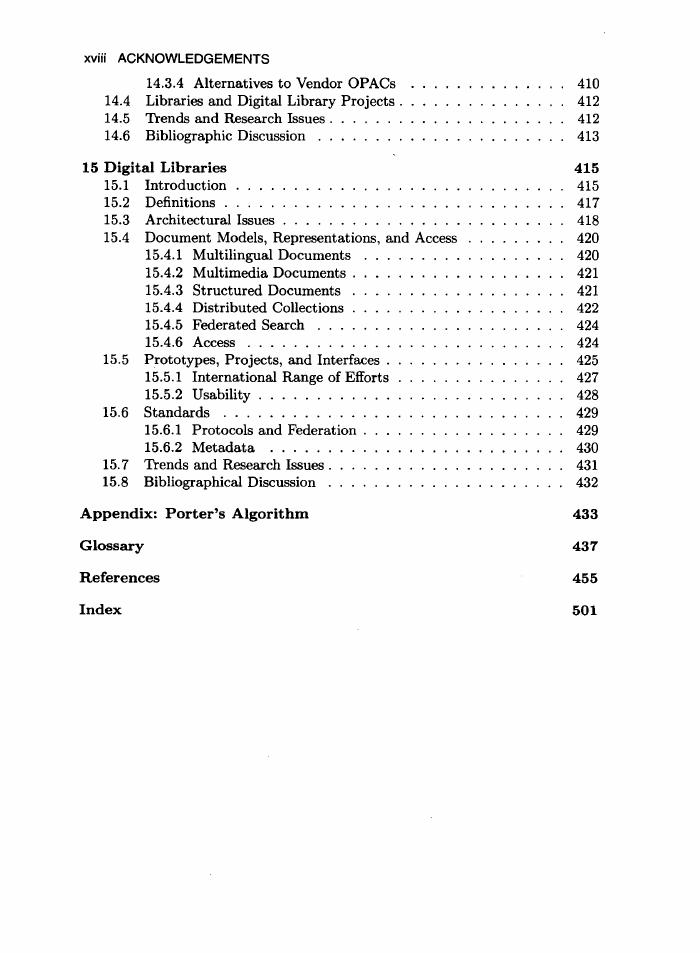 xviii ACKNOWLEDGEMENTS
14.3.4 Alternatives to Vendor OPACs . . . . . . . . . . . . . . 410
14.4 Libraries and Digital Library Projects . . . . . . . . . . . . . . . 412
14.5 Trends and Research Issues . . . . . . . . . . . . . . . . . . . . . 412
14.6 Bibliographic Discussion . . . . . . . . . . . . . . . . . . . . . . 413
15 Digital Libraries 415
15.1 Introduction . . . . . . . . . . . . . . . . . . . . . . . . . . . . . 415
15.2 Definitions . . . . . . . . . . . . . . . . . . . . . . . . . . . . . . 417
15.3 Architectural Issues . . . . . . . . . . . . . . . . . . . . . . . . . 418
15.4 Document Models, Representations, and Access . . . . . . . . . 420
15.4.1 Multilingual Documents . . . . . . . . . . . . . . . . . . 420
15.4.2 Multimedia Documents . . . . . . . . . . . . . . . . . . . 421
15.4.3 Structured Documents . . . . . . . . . . . . . . . . . . . 421
15.4.4 Distributed Collections . . . . . . . . . . . . . . . . . . . 422
15.4.5 Federated Search . . . . . . . . . . . . . . . . . . . . . . 424
15.4.6 Access . . . . . . . . . . . . . . . . . . . . . . . . . . . . 424
15.5 Prototypes, Projects, and Interfaces . . . . . . . . . . . . . . . . 425
15.5.1 International Range of Efforts . . . . . . . . . . . . . . . 427
15.5.2 Usability . . . . . . . . . . . . . . . . . . . . . . . . . . . 428
15.6 Standards . . . . . . . . . . . . . . . . . . . . . . . . . . . . . . 429
15.6.1 Protocols and Federation . . . . . . . . . . . . . . . . . . 429
15.6.2 Metadata . . . . . . . . . . . . . . . . . . . . . . . . . . 430
15.7 Trends and Research Issues . . . . . . . . . . . . . . . . . . . . . 431
15.8 Bibliographical Discussion . . . . . . . . . . . . . . . . . . . . . 432
Appendix: Porter's Algorithm 433
Glossary 437
References 455
Index 501